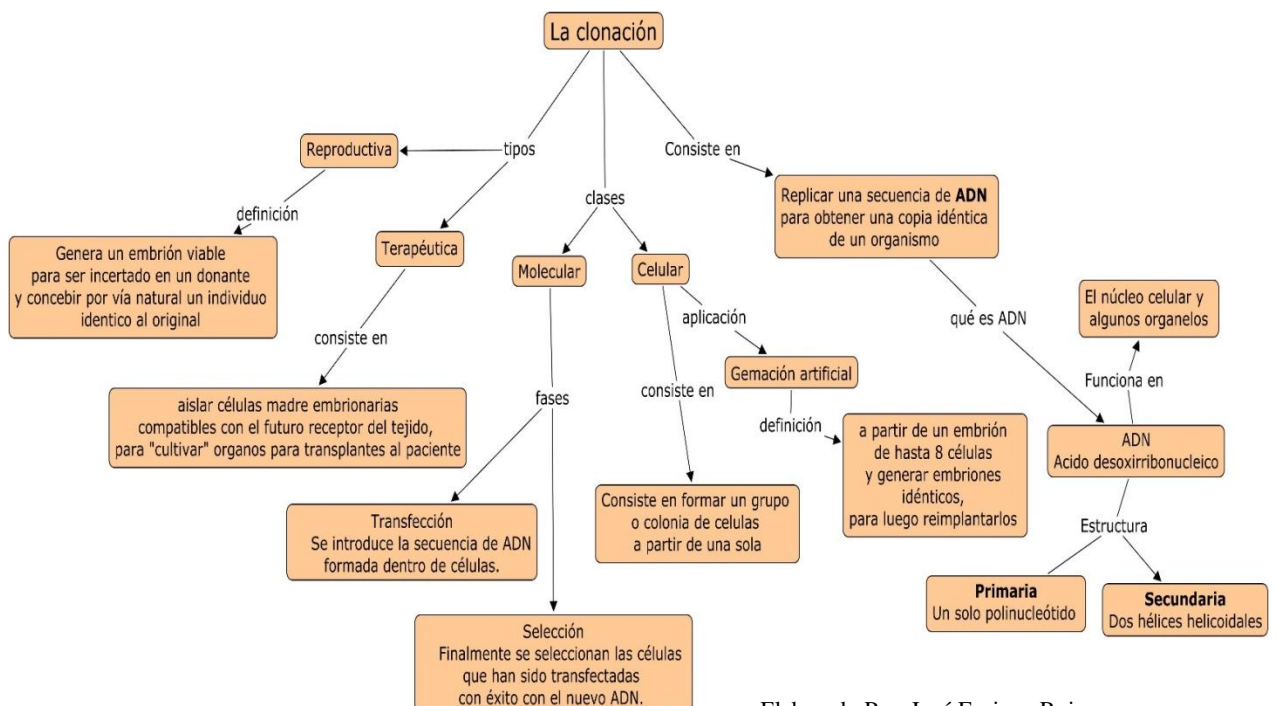 La clonación
tipos
Reproductiva
definición
Genera un embrión viable
para ser incertado en un donante
y concebir por vía natural un individuo
identico al original
Terapéutica
consiste en
aislar células madre embrionarias
compatibles con el futuro receptor del tejido,
para "cultivar" organos para transplantes al paciente
clases
Molecular
fases
Transfección
Se introduce la secuencia de ADN
formada dentro de células.
Selección
Finalmente se seleccionan las células
que han sido transfectadas
con éxito con el nuevo ADN.
Celular
consiste en
Consiste en formar un grupo
o colonia de celulas
a partir de una sola
aplicación
Gemación artificial
definición
a partir de un embrión
de hasta 8 células
y generar embriones
idénticos,
para luego reimplantarlos
Consiste en
Replicar una secuencia de ADN
para obtener una copia idéntica
de un organismo
qué es ADN
ADN
Acido desoxirribonucleico
Funciona en
El núcleo celular y
algunos organelos
Estructura
Primaria
Un solo polinucleótido
Secundaria
Dos hélices helicoidales